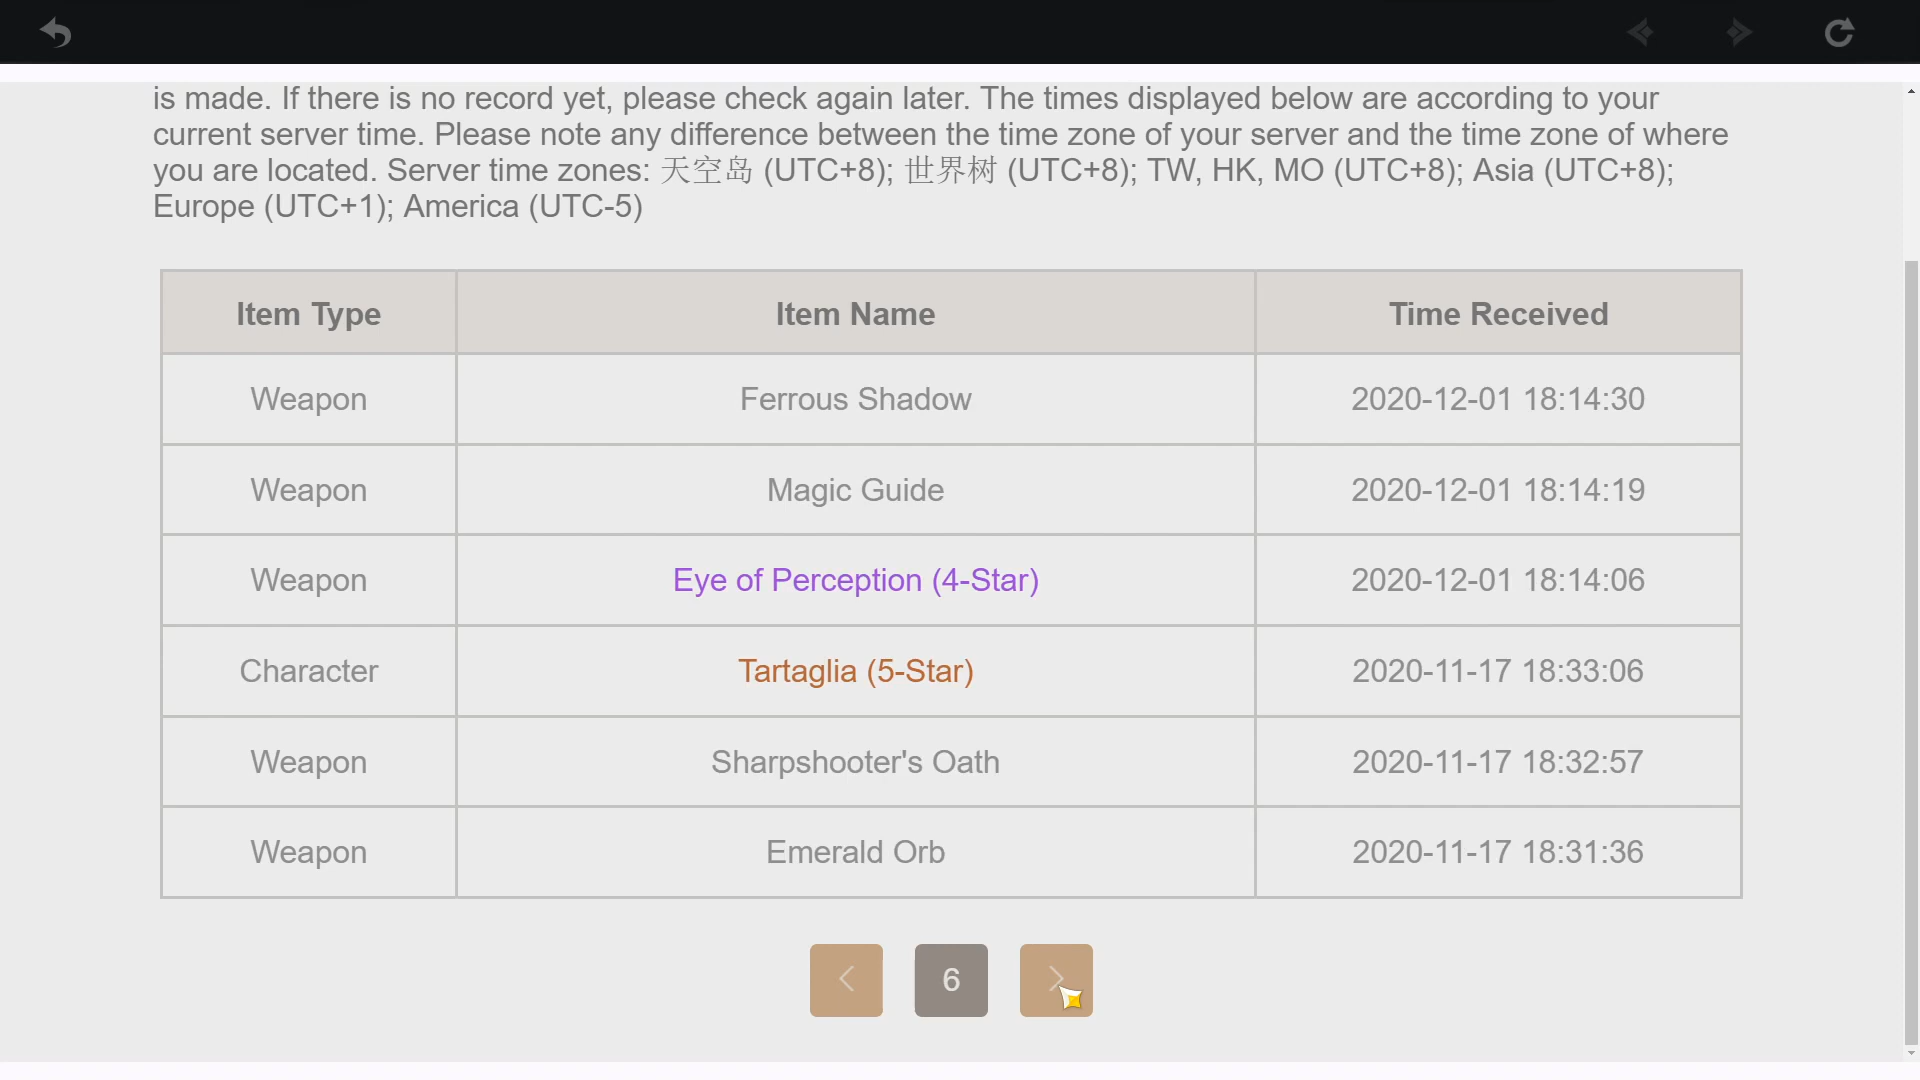 is made. If there is no record yet, please check again later. The times displayed below are according to your
current server time. Please note any difference between the time zone of your server and the time zone of where
you are located. Server time zones: 天空岛 (UTC+8); 世界树 (UTC+8); TW, HK, MO (UTC+8); Asia (UTC+8);
Europe (UTC+1); America (UTC-5)
Item Type Item Name Time Received
Weapon Ferrous Shadow 2020-12-01 18:14:30
Weapon Magic Guide 2020-12-01 18:14:19
Weapon Eye of Perception (4-Star) 2020-12-01 18:14:06
Character Tartaglia (5-Star) 2020-11-17 18:33:06
Weapon Sharpshooter's Oath 2020-11-17 18:32:57
Weapon Emerald Orb 2020-11-17 18:31:36
6